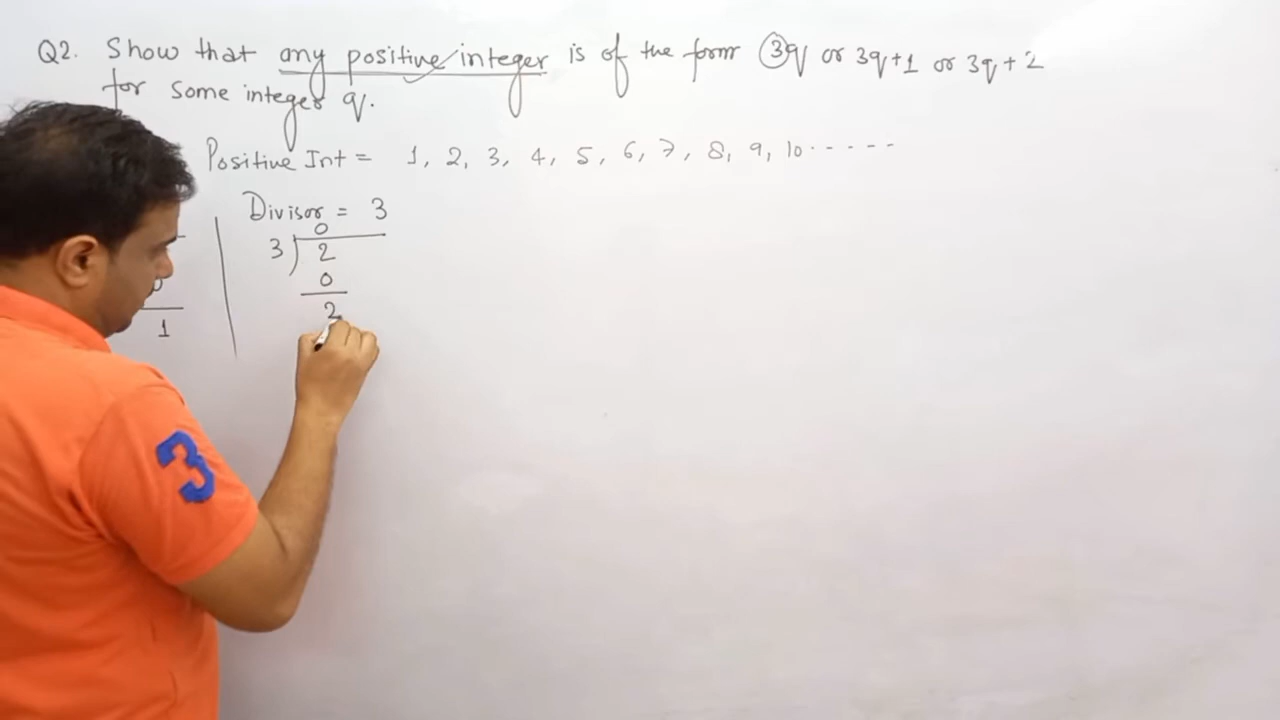 Q2. Show that any positive integer is of the form 3q or 3q+1 or 3q+2
for some integer q.
Positive Int = 1, 2, 3, 4, 5, 6, 7, 8, 9, 10.....
Divisor = 3
0
3) 2
0
2
1
3